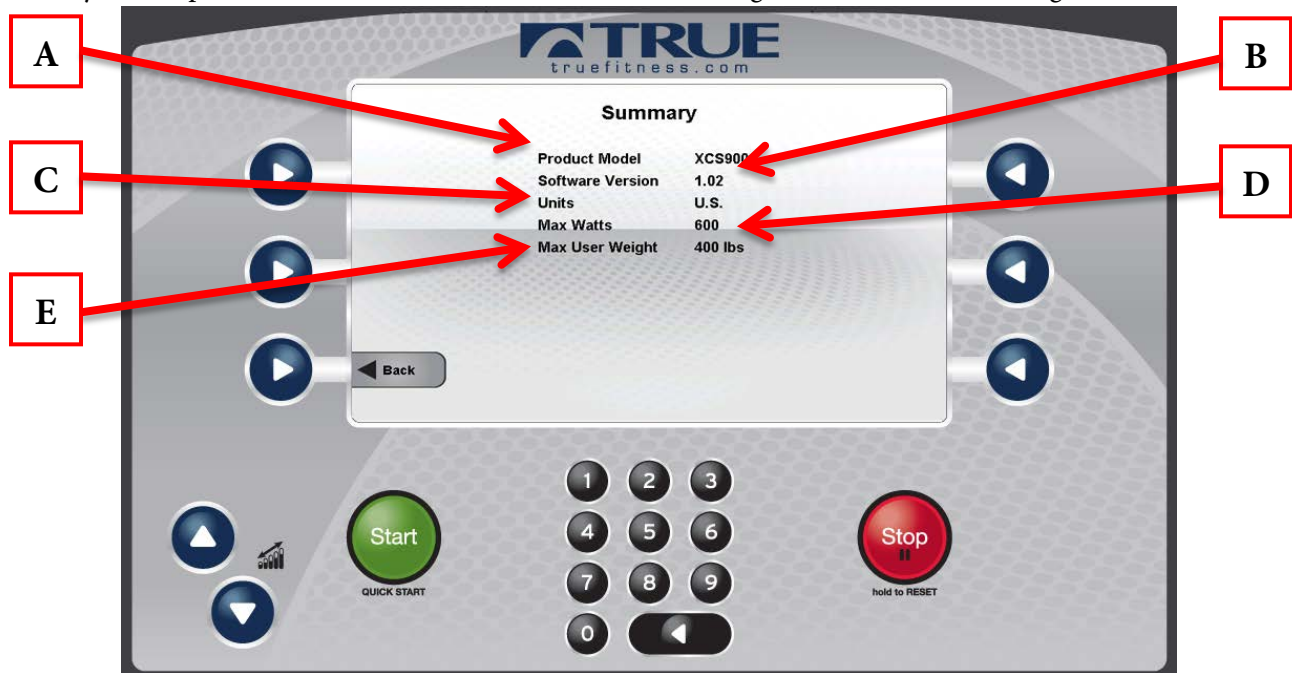 TRUE
truefitness.com
A
B
C
D
E
Summary
Product Model XCS900
Software Version 1.02
Units U.S.
Max Watts 600
Max User Weight 400 lbs
Back
Start
QUICK START
1 2 3
4 5 6
7 8 9
0
Stop
hold to RESET